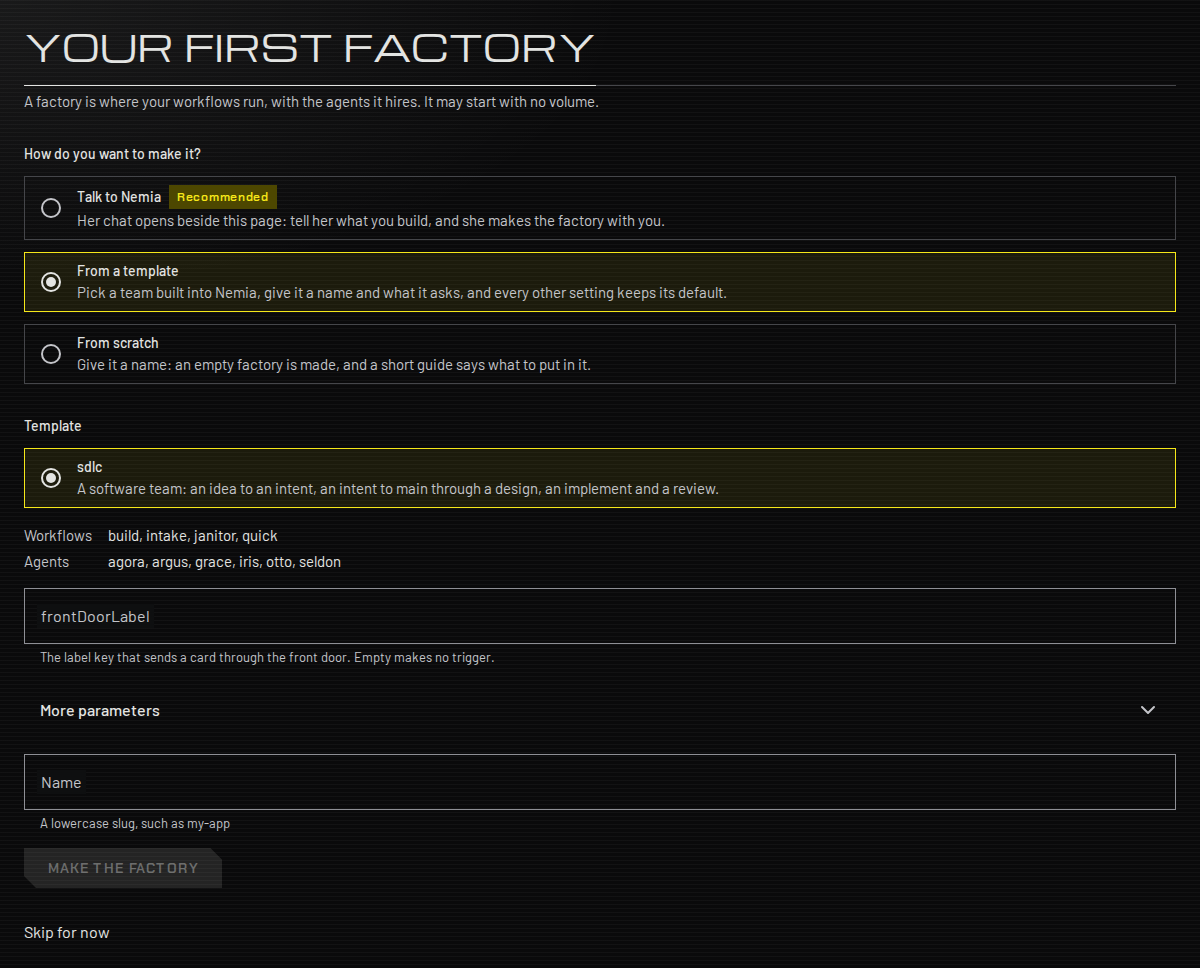 YOUR FIRST FACTORY
A factory is where your workflows run, with the agents it hires. It may start with no volume.
How do you want to make it?
Talk to Nemia Recommended
Her chat opens beside this page: tell her what you build, and she makes the factory with you.
From a template
Pick a team built into Nemia, give it a name and what it asks, and every other setting keeps its default.
From scratch
Give it a name: an empty factory is made, and a short guide says what to put in it.
Template
sdlc
A software team: an idea to an intent, an intent to main through a design, an implement and a review.
Workflows build, intake, janitor, quick
Agents agora, argus, grace, iris, otto, seldon
frontDoorLabel
The label key that sends a card through the front door. Empty makes no trigger.
More parameters
Name
A lowercase slug, such as my-app
MAKE THE FACTORY
Skip for now